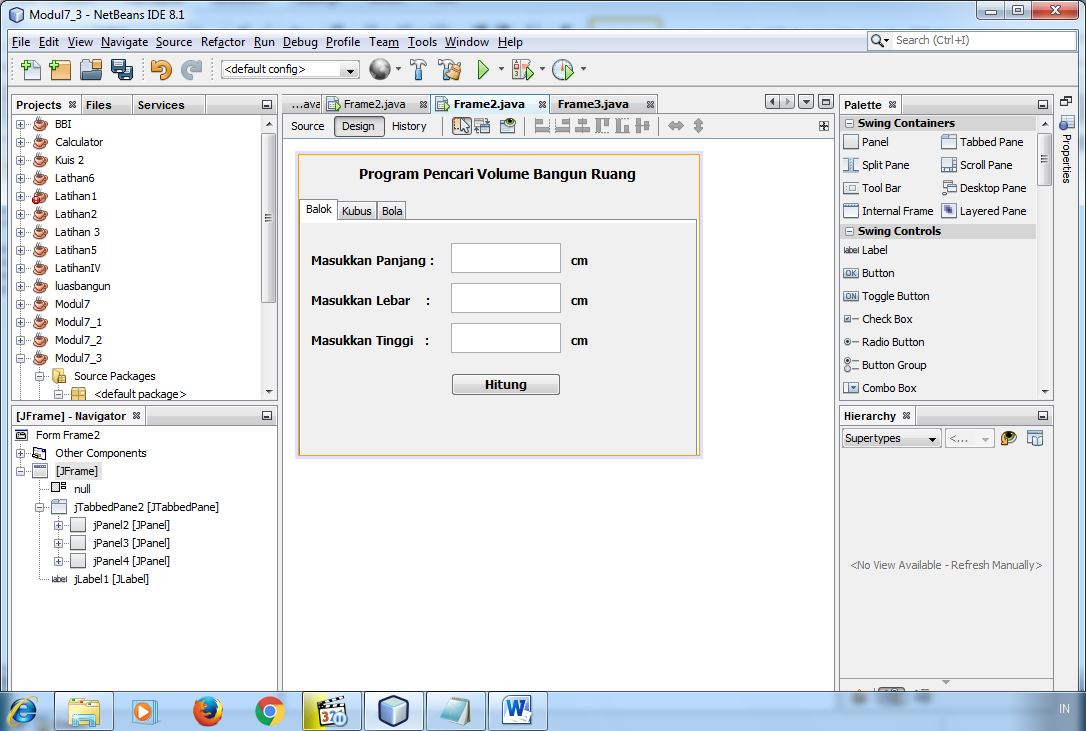 Modul7_3 - NetBeans IDE 8.1
File Edit View Navigate Source Refactor Run Debug Profile Team Tools Window Help
Search (Ctrl+I)
<default config>
Projects Files Services
BBI
Calculator
Kuis 2
Lathan6
Latihan1
Latihan2
Latihan 3
Latihan5
LatihanIV
luasbangun
Modul7
Modul7_1
Modul7_2
Modul7_3
Source Packages
<default package>
[JFrame] - Navigator
Form Frame2
Other Components
[JFrame]
null
jTabbedPane2 [JTabbedPane]
jPanel2 [JPanel]
jPanel3 [JPanel]
jPanel4 [JPanel]
label jLabel1 [JLabel]
...ava Frame2.java Frame2.java Frame3.java
Source Design History
Program Pencari Volume Bangun Ruang
Balok Kubus Bola
Masukkan Panjang : cm
Masukkan Lebar : cm
Masukkan Tinggi : cm
Hitung
Palette
Swing Containers
Panel Tabbed Pane
Split Pane Scroll Pane
Tool Bar Desktop Pane
Internal Frame Layered Pane
Swing Controls
label Label
OK Button
ON Toggle Button
Check Box
Radio Button
Button Group
Combo Box
Properties
Hierarchy
Supertypes <...
<No View Available - Refresh Manually>
321
IN